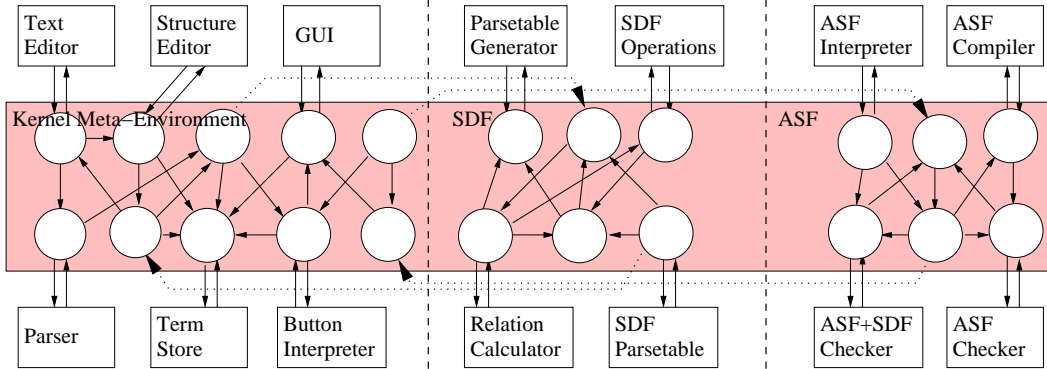 Text
Editor
Structure
Editor
GUI
Parsetable
Generator
SDF
Operations
ASF
Interpreter
ASF
Compiler
Kernel Meta-Environment
SDF
ASF
Parser
Term
Store
Button
Interpreter
Relation
Calculator
SDF
Parsetable
ASF+SDF
Checker
ASF
Checker